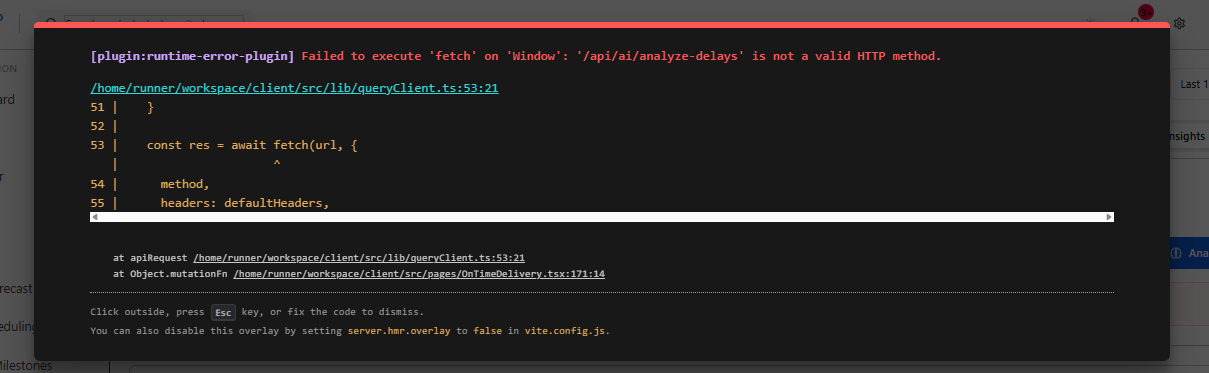 [plugin:runtime-error-plugin] Failed to execute 'fetch' on 'Window': '/api/ai/analyze-delays' is not a valid HTTP method.
/home/runner/workspace/client/src/lib/queryClient.ts:53:21
51 |    }
52 |
53 |    const res = await fetch(url, {
   |                      ^
54 |      method,
55 |      headers: defaultHeaders,
at apiRequest /home/runner/workspace/client/src/lib/queryClient.ts:53:21
at Object.mutationFn /home/runner/workspace/client/src/pages/OnTimeDelivery.tsx:171:14
Click outside, press Esc key, or fix the code to dismiss.
You can also disable this overlay by setting server.hmr.overlay to false in vite.config.js.
ION
ard
r
recast
eduling
Milestones
Last 1
nsights
Ana